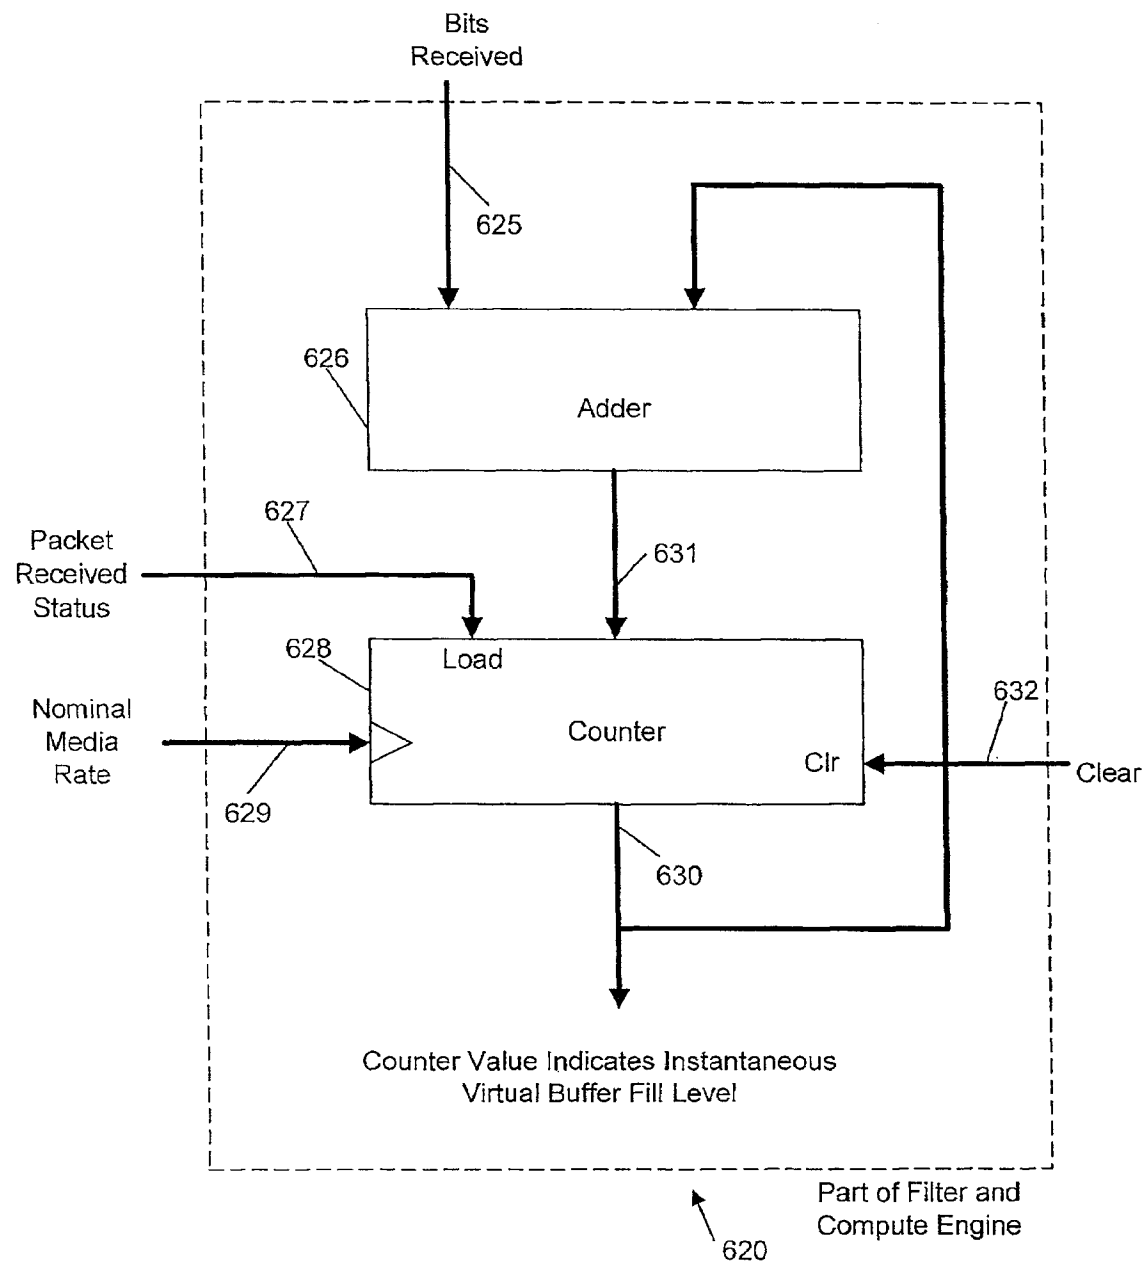 Bits
Received
625
626
Adder
627
631
Packet
Received
Status
628
Load
632
Nominal
Media
Rate
Counter
Clr
Clear
629
630
Counter Value Indicates Instantaneous
Virtual Buffer Fill Level
Part of Filter and
Compute Engine
620